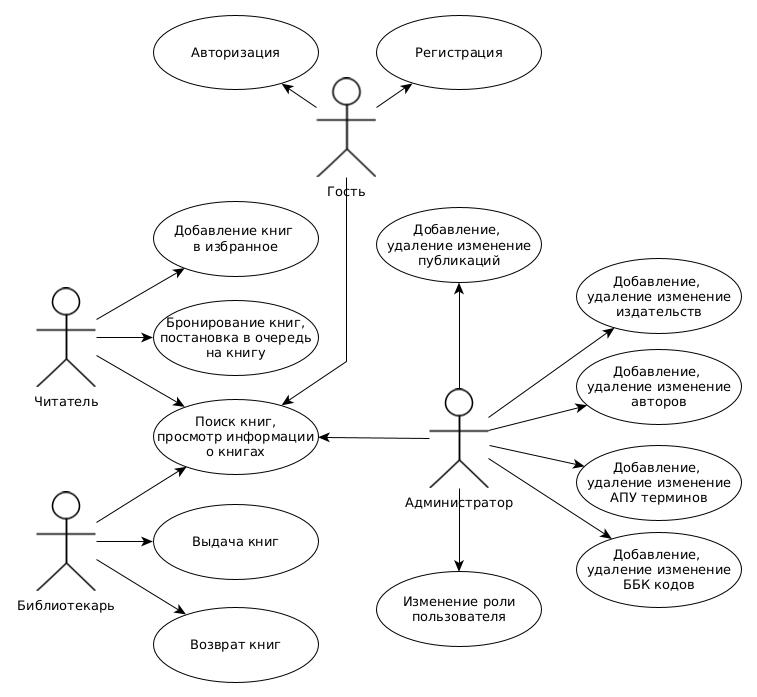 Авторизация
Регистрация
Гость
Добавление книг
в избранное
Добавление,
удаление изменение
публикаций
Добавление,
удаление изменение
издательств
Бронирование книг,
постановка в очередь
на книгу
Читатель
Добавление,
удаление изменение
авторов
Поиск книг,
просмотр информации
о книгах
Администратор
Добавление,
удаление изменение
АПУ терминов
Выдача книг
Библиотекарь
Добавление,
удаление изменение
ББК кодов
Изменение роли
пользователя
Возврат книг